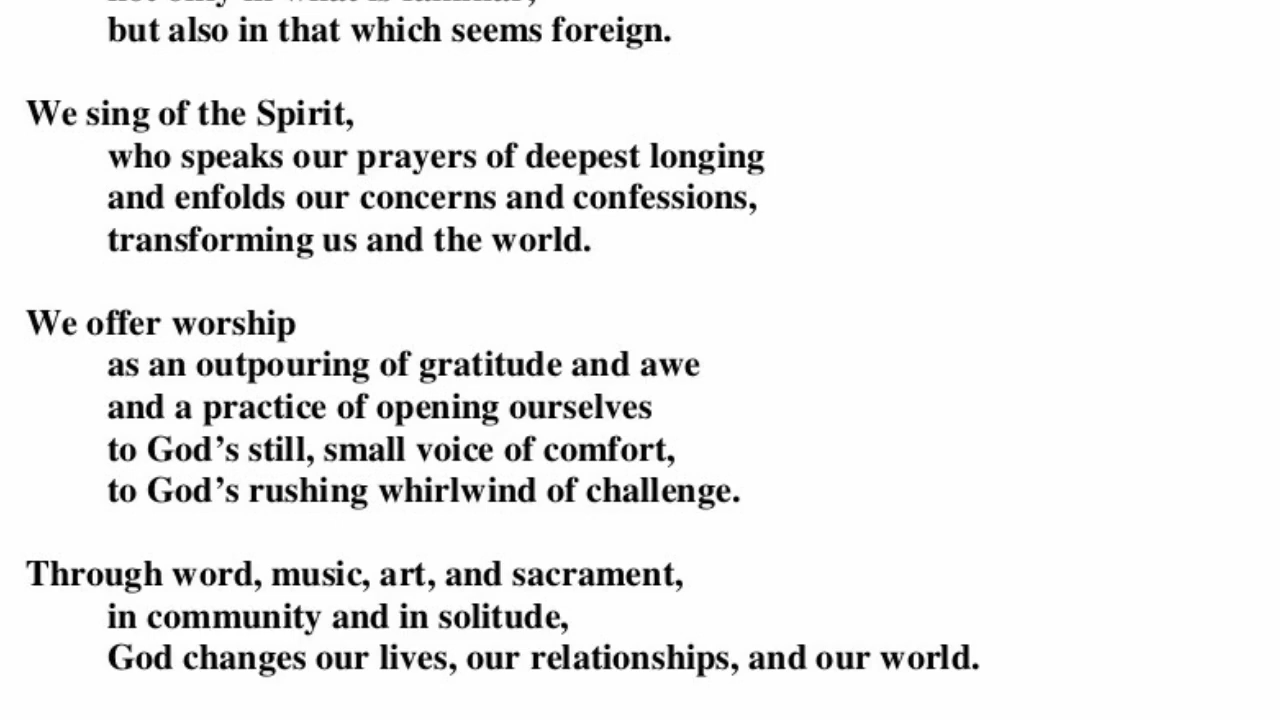 but also in that which seems foreign.
We sing of the Spirit,
who speaks our prayers of deepest longing
and enfolds our concerns and confessions,
transforming us and the world.
We offer worship
as an outpouring of gratitude and awe
and a practice of opening ourselves
to God’s still, small voice of comfort,
to God’s rushing whirlwind of challenge.
Through word, music, art, and sacrament,
in community and in solitude,
God changes our lives, our relationships, and our world.